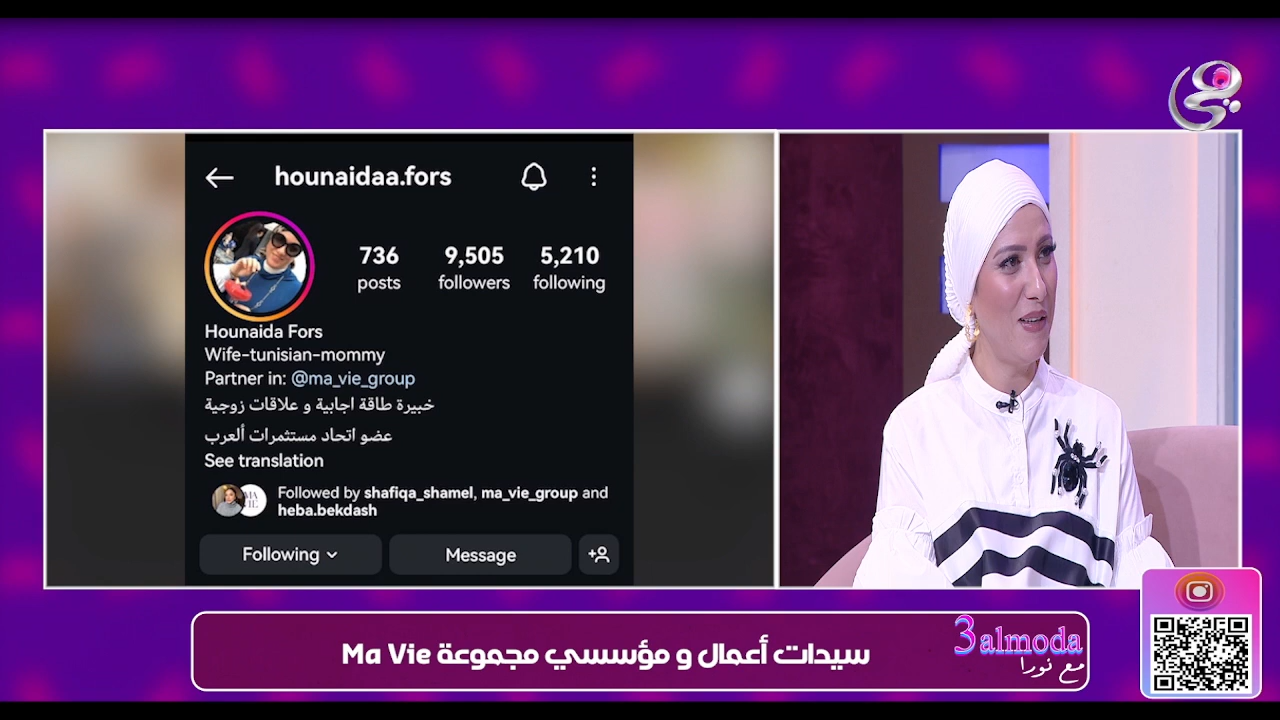 hounaidaa.fors
736 9,505 5,210
posts followers following
Hounaida Fors
Wife-tunisian-mommy
Partner in: @ma_vie_group
خبيرة طاقة اجابية و علاقات زوجية
عضو اتحاد مستثمرات ألعرب
See translation
Followed by shafiqa_shamel, ma_vie_group and
heba.bekdash
Following Message
سيدات أعمال و مؤسسي مجموعة Ma Vie
3almoda
مع نورا